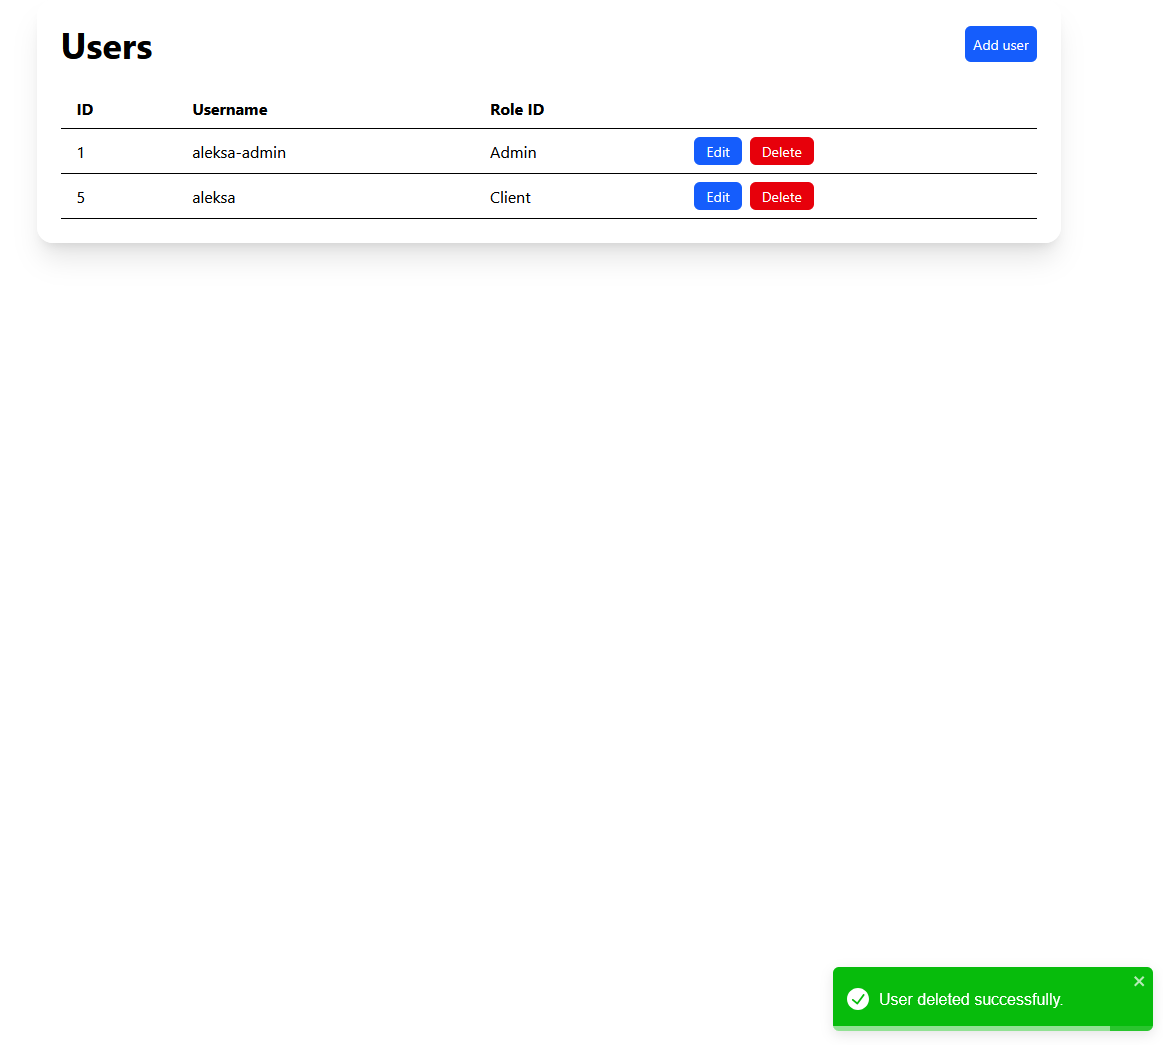 Users
Add user
ID Username Role ID
1 aleksa-admin Admin Edit Delete
5 aleksa Client Edit Delete
User deleted successfully.